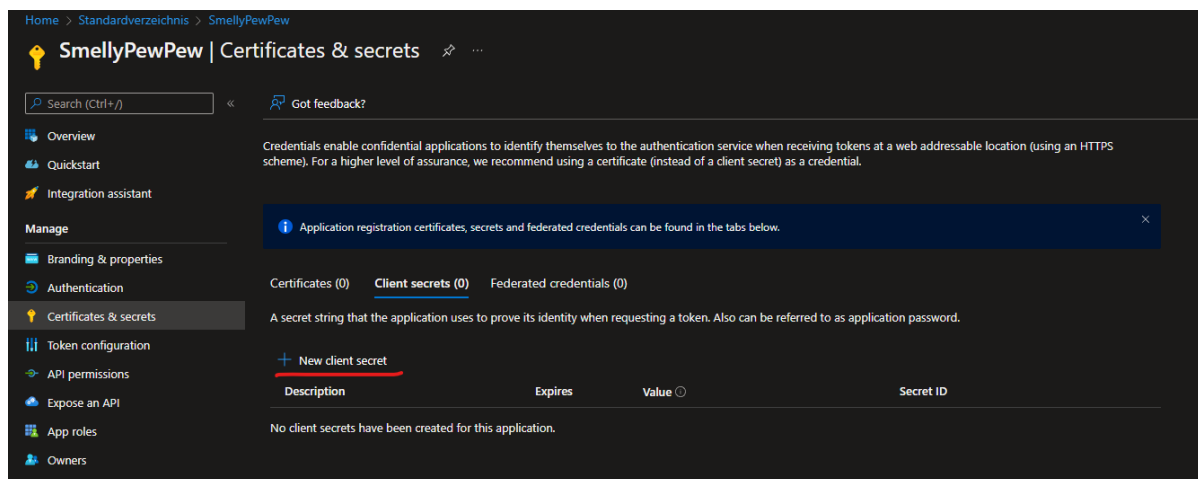 Home > Standardverzeichnis > SmellyPewPew
SmellyPewPew | Certificates & secrets
Search (Ctrl+/)
Overview
Quickstart
Integration assistant
Manage
Branding & properties
Authentication
Certificates & secrets
Token configuration
API permissions
Expose an API
App roles
Owners
Got feedback?
Credentials enable confidential applications to identify themselves to the authentication service when receiving tokens at a web addressable location (using an HTTPS
scheme). For a higher level of assurance, we recommend using a certificate (instead of a client secret) as a credential.
Application registration certificates, secrets and federated credentials can be found in the tabs below.
Certificates (0) Client secrets (0) Federated credentials (0)
A secret string that the application uses to prove its identity when requesting a token. Also can be referred to as application password.
New client secret
Description Expires Value Secret ID
No client secrets have been created for this application.